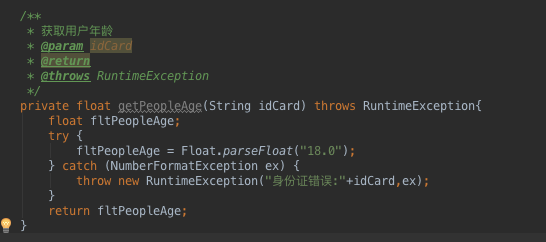 /**
 * 获取用户年龄
 * @param idCard
 * @return
 * @throws RuntimeException
 */
private float getPeopleAge(String idCard) throws RuntimeException{
    float fltPeopleAge;
    try {
        fltPeopleAge = Float.parseFloat("18.0");
    } catch (NumberFormatException ex) {
        throw new RuntimeException("身份证错误:"+idCard,ex);
    }
    return fltPeopleAge;
}